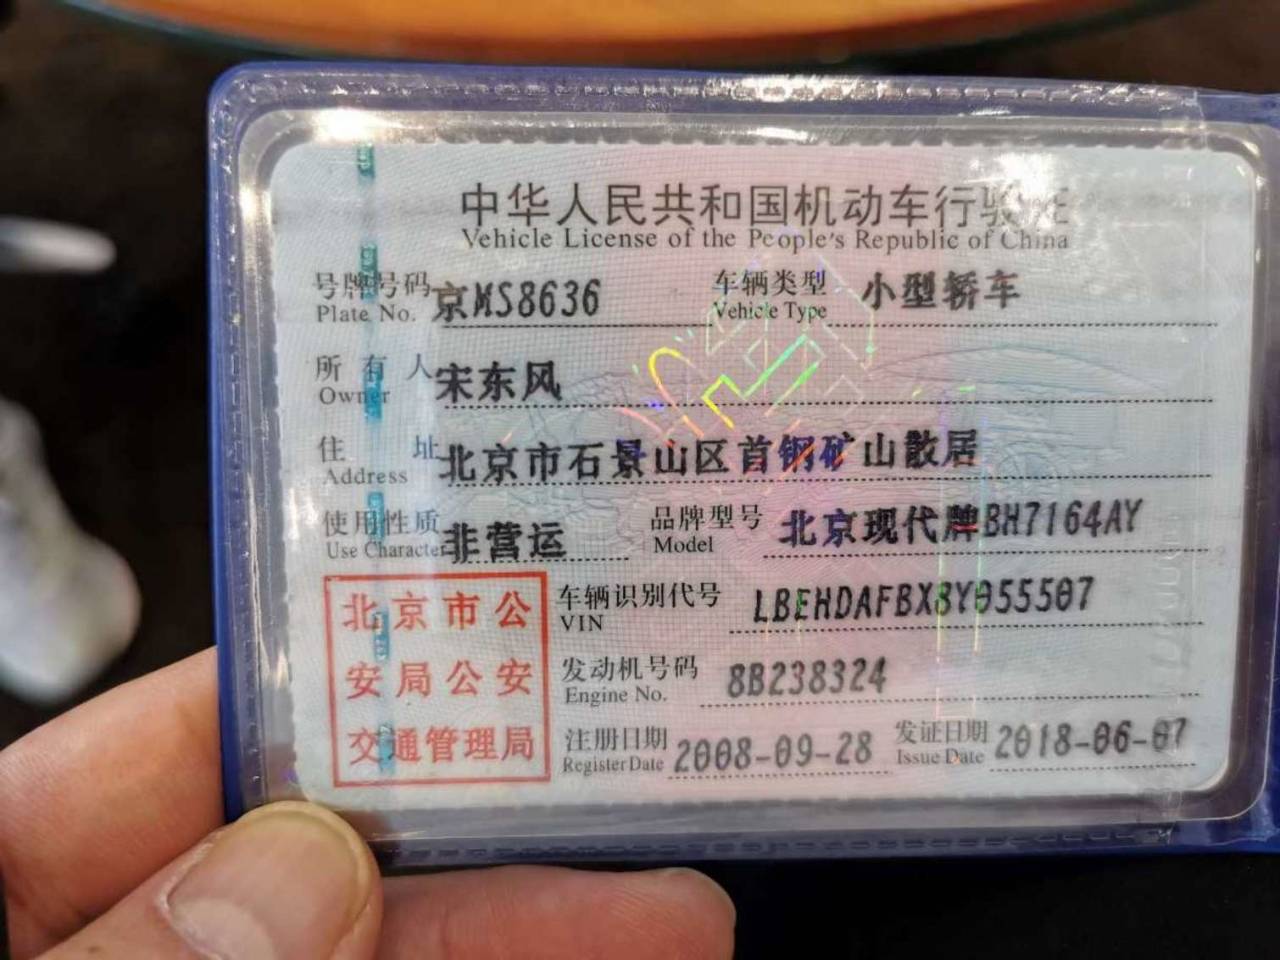 中华人民共和国机动车行驶证
Vehicle License of the People's Republic of China
号牌号码 京MS8636 车辆类型 小型轿车
Plate No. Vehicle Type
所有人 宋东风
Owner
住址 北京市石景山区首钢矿山散居
Address
使用性质 非营运 品牌型号 北京现代牌BH7164AY
Use Character Model
北京市公 车辆识别代号 LBEHDAFBX8Y055507
VIN
安局公安 发动机号码 8B238324
Engine No.
交通管理局 注册日期 2008-09-28 发证日期 2018-06-07
Register Date Issue Date